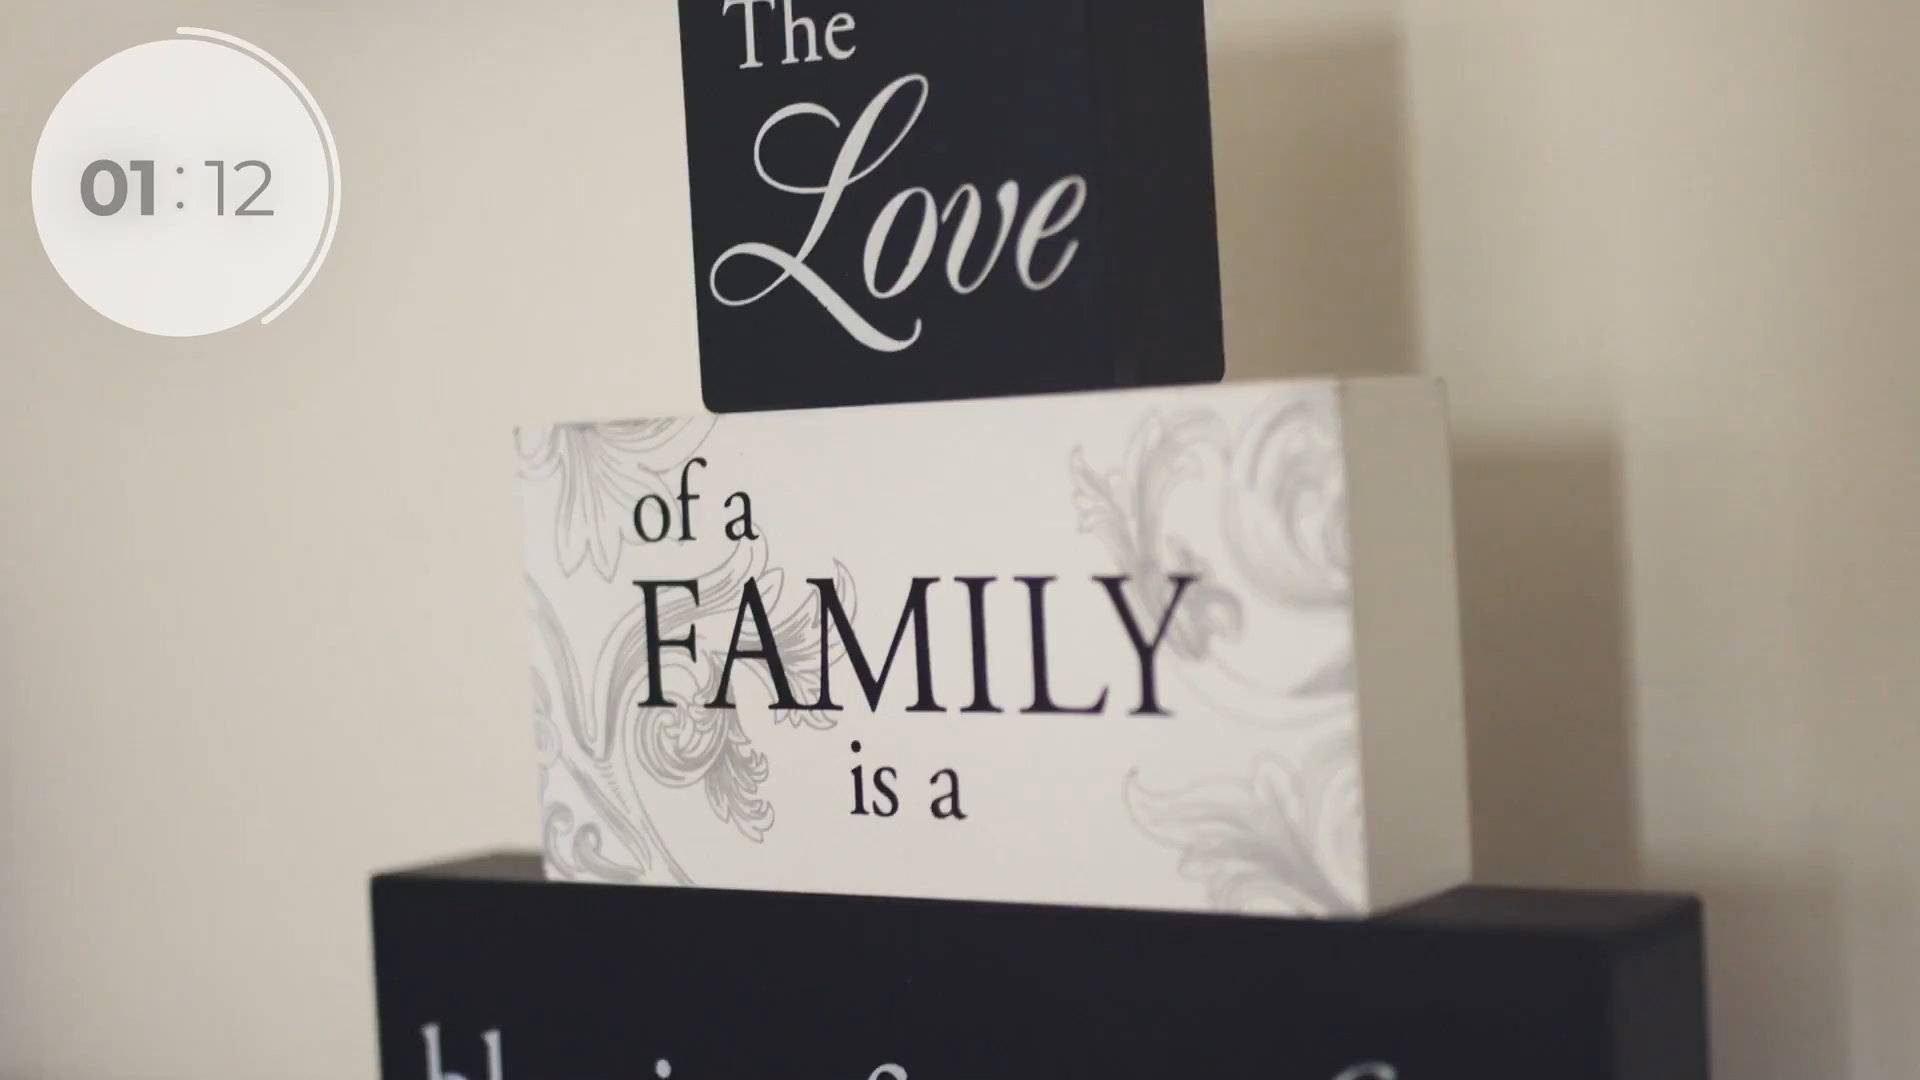 01:12
The
Love
of a
FAMILY
is a